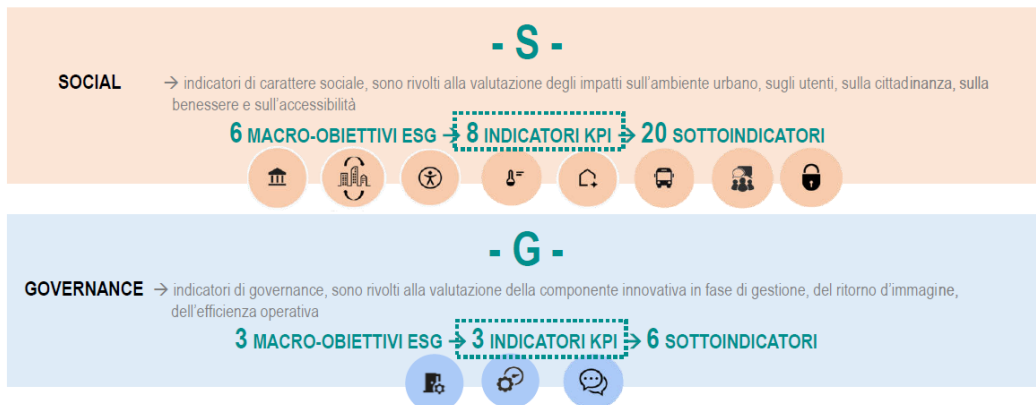 - S -
SOCIAL → indicatori di carattere sociale, sono rivolti alla valutazione degli impatti sull'ambiente urbano, sugli utenti, sulla cittadinanza, sulla
benessere e sull'accessibilità
6 MACRO-OBIETTIVI ESG → 8 INDICATORI KPI → 20 SOTTOINDICATORI
- G -
GOVERNANCE → indicatori di governance, sono rivolti alla valutazione della componente innovativa in fase di gestione, del ritorno d'immagine,
dell'efficienza operativa
3 MACRO-OBIETTIVI ESG → 3 INDICATORI KPI → 6 SOTTOINDICATORI